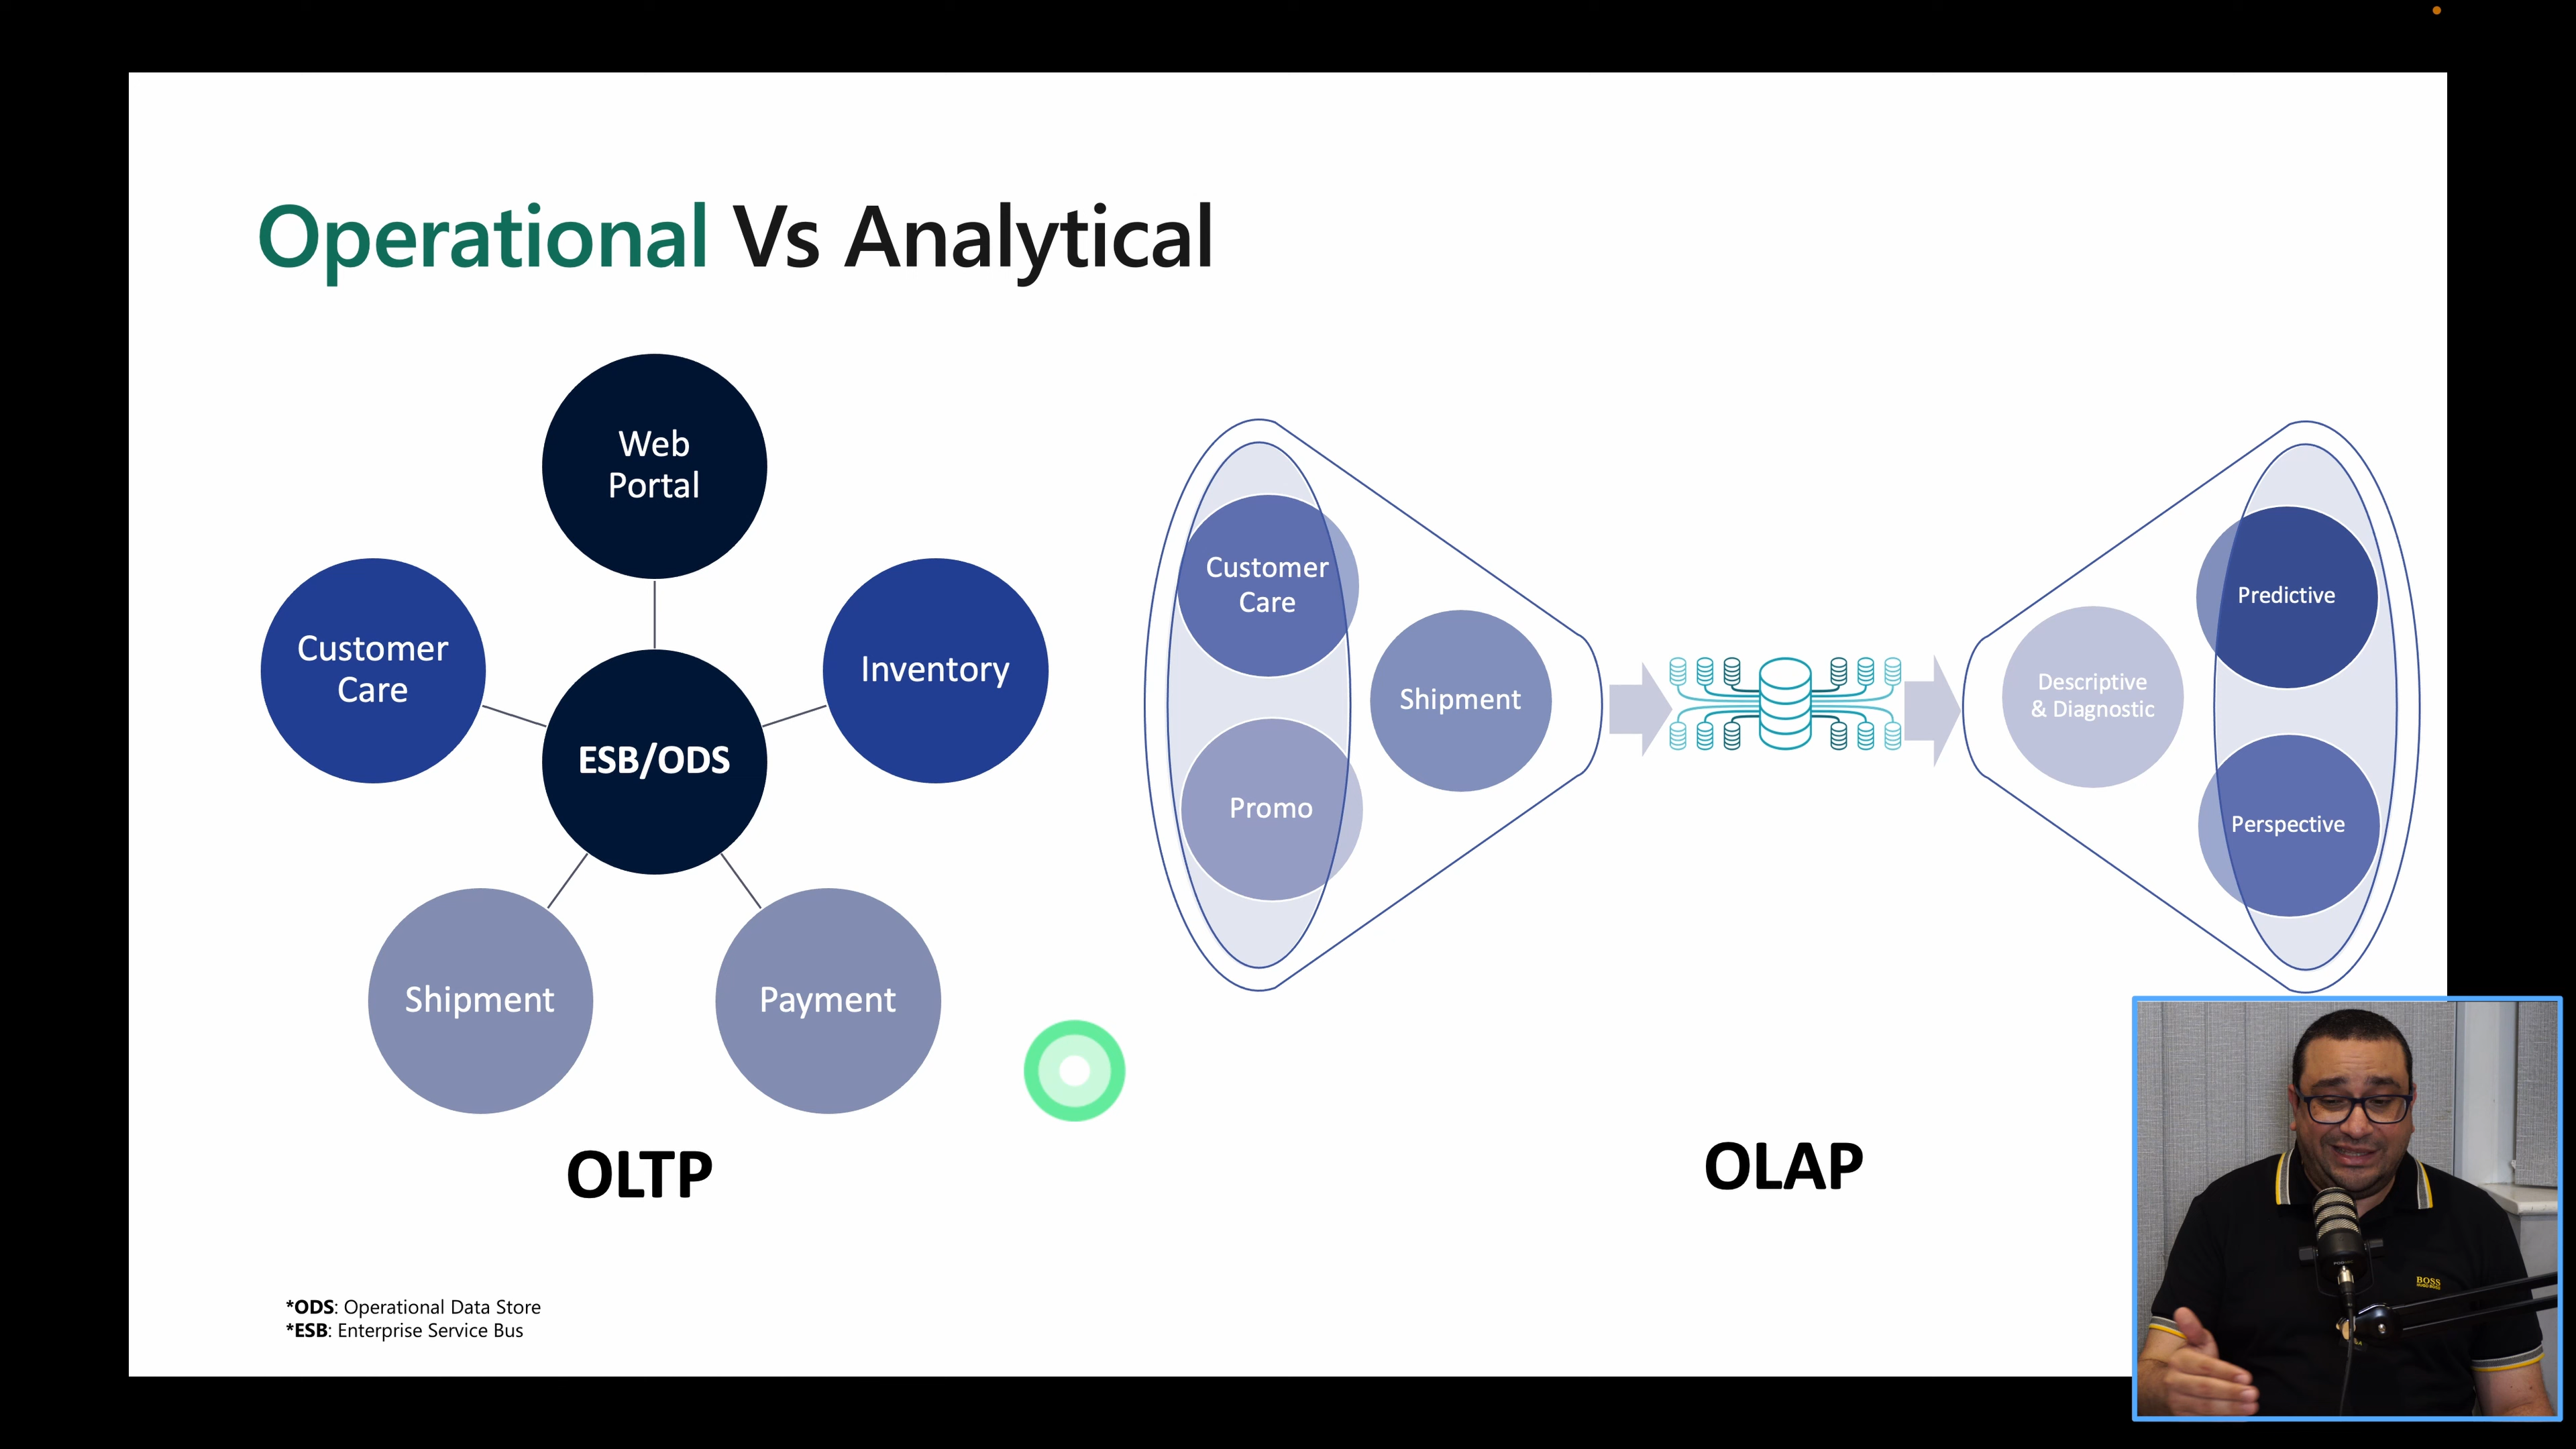 Operational Vs Analytical
Web
Portal
Customer
Care
Inventory
ESB/ODS
Shipment
Payment
OLTP
Customer
Care
Shipment
Promo
Descriptive
& Diagnostic
Predictive
Perspective
OLAP
*ODS: Operational Data Store
*ESB: Enterprise Service Bus
BOSS